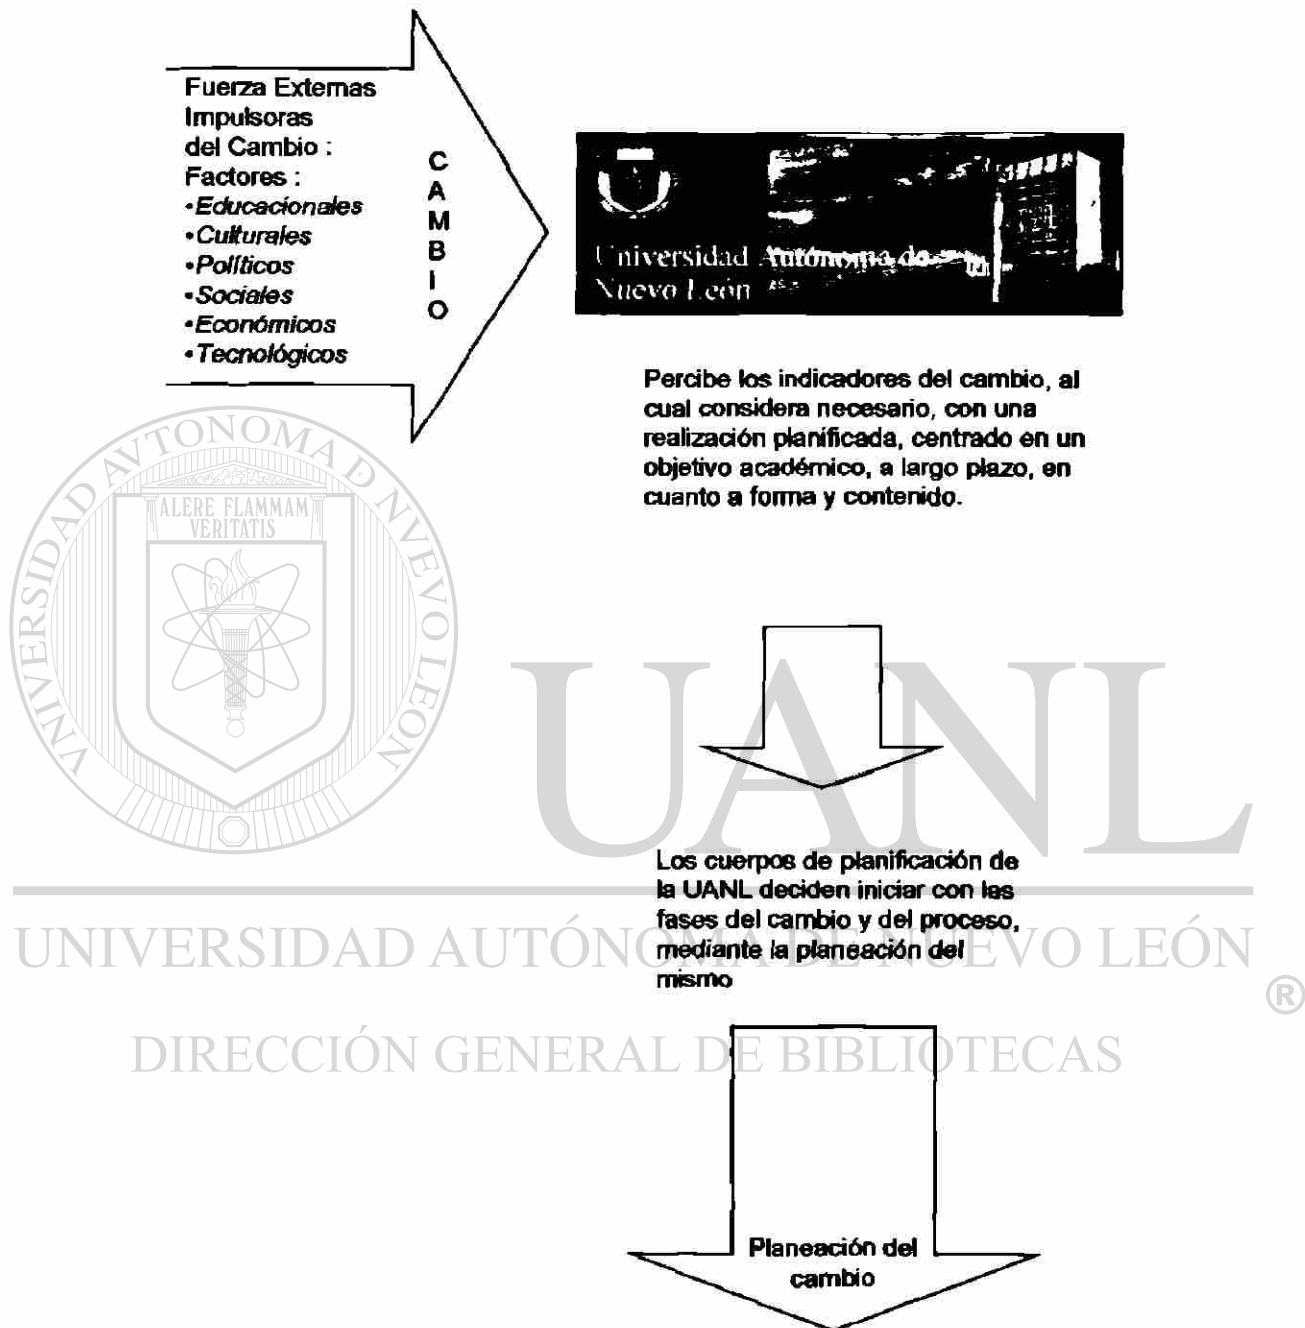 Fuerza Externas
Impulsoras
del Cambio :
Factores :
•Educacionales
•Culturales
•Políticos
•Sociales
•Económicos
•Tecnológicos
C
A
M
B
I
O
Universidad Autónoma de
Nuevo León
Percibe los indicadores del cambio, al
cual considera necesario, con una
realización planificada, centrado en un
objetivo académico, a largo plazo, en
cuanto a forma y contenido.
UNIVERSIDAD AVTONOMA D NVEVO LEON
ALERE FLAMMAM
VERITATIS
UANL
Los cuerpos de planificación de
la UANL deciden iniciar con las
fases del cambio y del proceso,
mediante la planeación del
mismo
UNIVERSIDAD AUTÓNOMA DE NUEVO LEÓN
®
DIRECCIÓN GENERAL DE BIBLIOTECAS
Planeación del
cambio